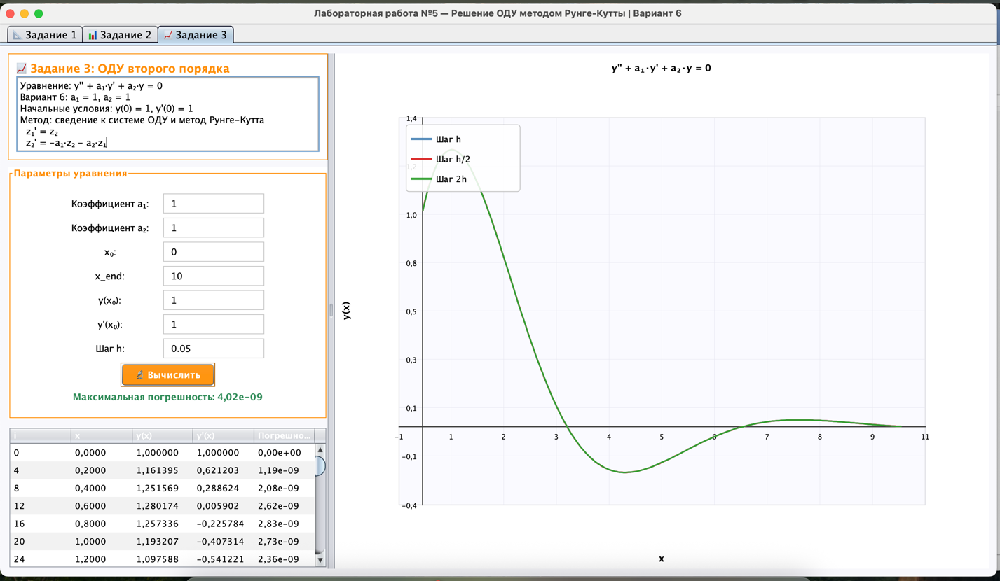 Лабораторная работа №5 — Решение ОДУ методом Рунге-Кутты | Вариант 6
Задание 1
Задание 2
Задание 3
Задание 3: ОДУ второго порядка
Уравнение: y" + a₁·y' + a₂·y = 0
Вариант 6: a₁ = 1, a₂ = 1
Начальные условия: y(0) = 1, y'(0) = 1
Метод: сведение к системе ОДУ и метод Рунге-Кутта
z₁' = z₂
z₂' = -a₁·z₂ - a₂·z₁
Параметры уравнения
Коэффициент a₁: 1
Коэффициент a₂: 1
x₀: 0
x_end: 10
y(x₀): 1
y'(x₀): 1
Шаг h: 0.05
Вычислить
Максимальная погрешность: 4,02e-09
i x y(x) y'(x) Погрешно...
0 0,0000 1,000000 1,000000 0,00e+00
4 0,2000 1,161395 0,621203 1,19e-09
8 0,4000 1,251569 0,288624 2,08e-09
12 0,6000 1,280174 0,005902 2,62e-09
16 0,8000 1,257336 -0,225784 2,83e-09
20 1,0000 1,193207 -0,407314 2,73e-09
24 1,2000 1,097588 -0,541221 2,36e-09
y" + a₁·y' + a₂·y = 0
Шаг h
Шаг h/2
Шаг 2h
y(x)
1,4
1,2
1,0
0,8
0,5
0,3
0,1
-0,1
-0,4
-1 1 2 3 4 5 6 7 8 9 10 11
x